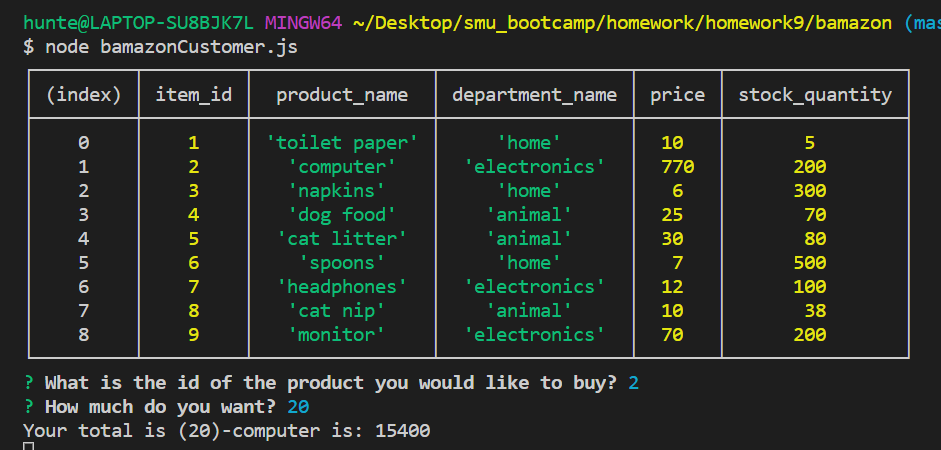 hunte@LAPTOP-SU8BJK7L MINGW64 ~/Desktop/smu_bootcamp/homework/homework9/bamazon (mas
$ node bamazonCustomer.js
(index) item_id product_name department_name price stock_quantity
0 1 'toilet paper' 'home' 10 5
1 2 'computer' 'electronics' 770 200
2 3 'napkins' 'home' 6 300
3 4 'dog food' 'animal' 25 70
4 5 'cat litter' 'animal' 30 80
5 6 'spoons' 'home' 7 500
6 7 'headphones' 'electronics' 12 100
7 8 'cat nip' 'animal' 10 38
8 9 'monitor' 'electronics' 70 200
? What is the id of the product you would like to buy? 2
? How much do you want? 20
Your total is (20)-computer is: 15400